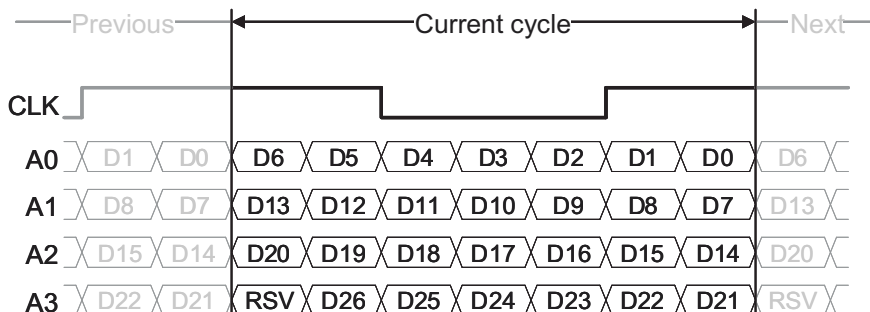 Previous Current cycle Next
CLK
A0 D1 D0 D6 D5 D4 D3 D2 D1 D0 D6
A1 D8 D7 D13 D12 D11 D10 D9 D8 D7 D13
A2 D15 D14 D20 D19 D18 D17 D16 D15 D14 D20
A3 D22 D21 RSV D26 D25 D24 D23 D22 D21 RSV